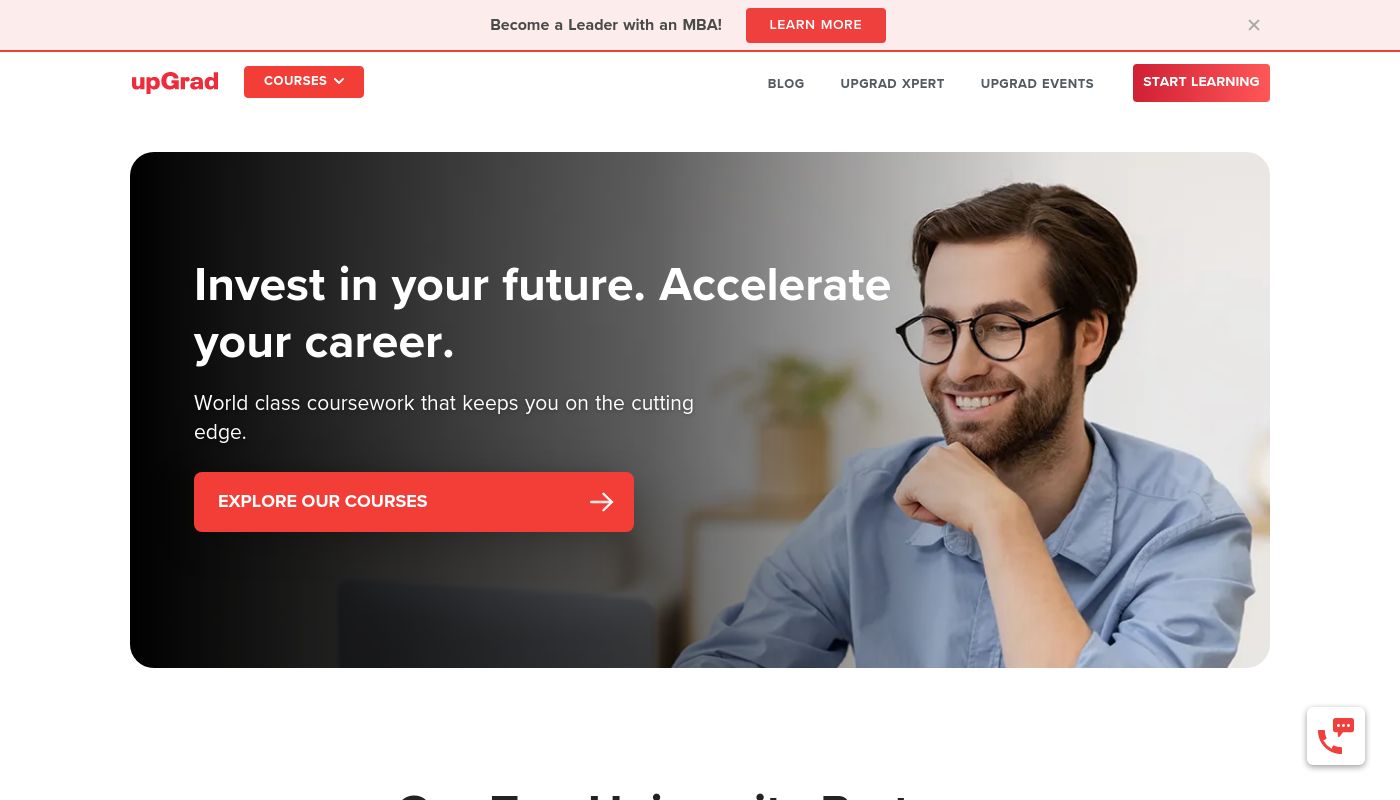 Become a Leader with an MBA!
LEARN MORE
upGrad
COURSES
BLOG
UPGRAD XPERT
UPGRAD EVENTS
START LEARNING
Invest in your future. Accelerate
your career.
World class coursework that keeps you on the cutting
edge.
EXPLORE OUR COURSES